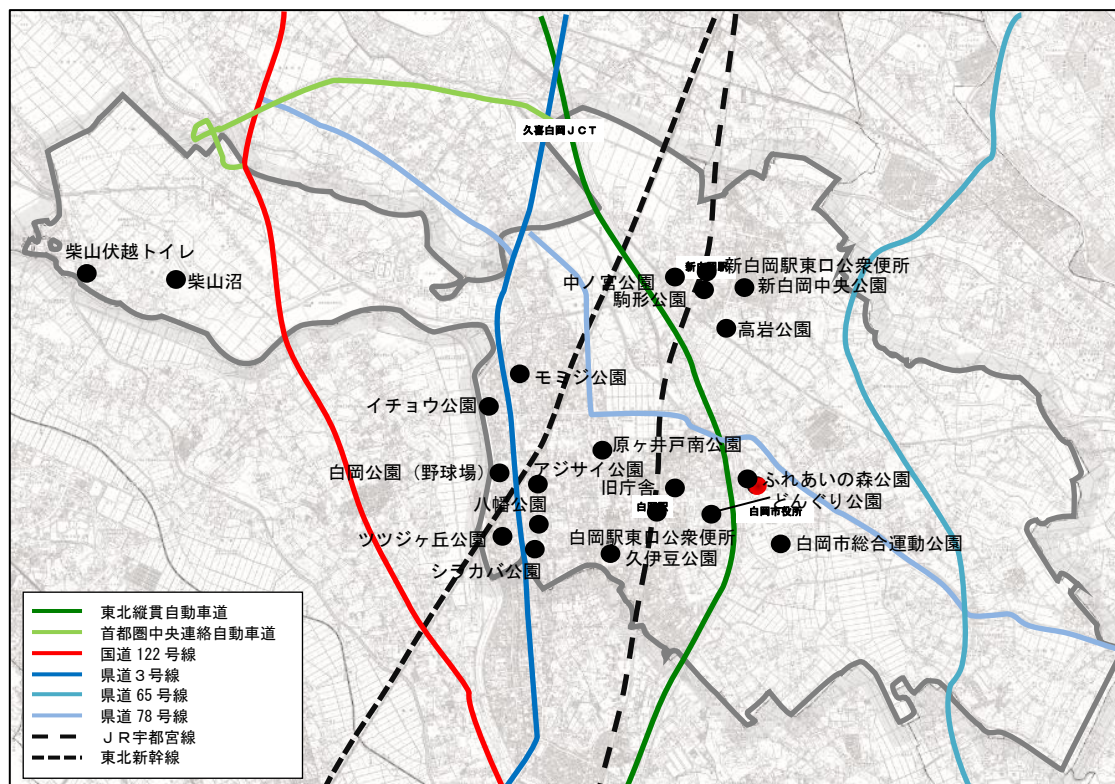 久喜白岡ＪＣＴ
柴山伏越トイレ
柴山沼
新白岡駅
新白岡駅東口公衆便所
中ノ宮公園
駒形公園
新白岡中央公園
高岩公園
モミジ公園
イチョウ公園
原ヶ井戸南公園
白岡公園（野球場）
アジサイ公園
旧庁舎
ふれあいの森公園
どんぐり公園
八幡公園
白岡駅
白岡市役所
ツツジヶ丘公園
白岡駅東口公衆便所
白岡市総合運動公園
シラカバ公園
久伊豆公園
東北縦貫自動車道
首都圏中央連絡自動車道
国道 122 号線
県道３号線
県道 65 号線
県道 78 号線
ＪＲ宇都宮線
東北新幹線